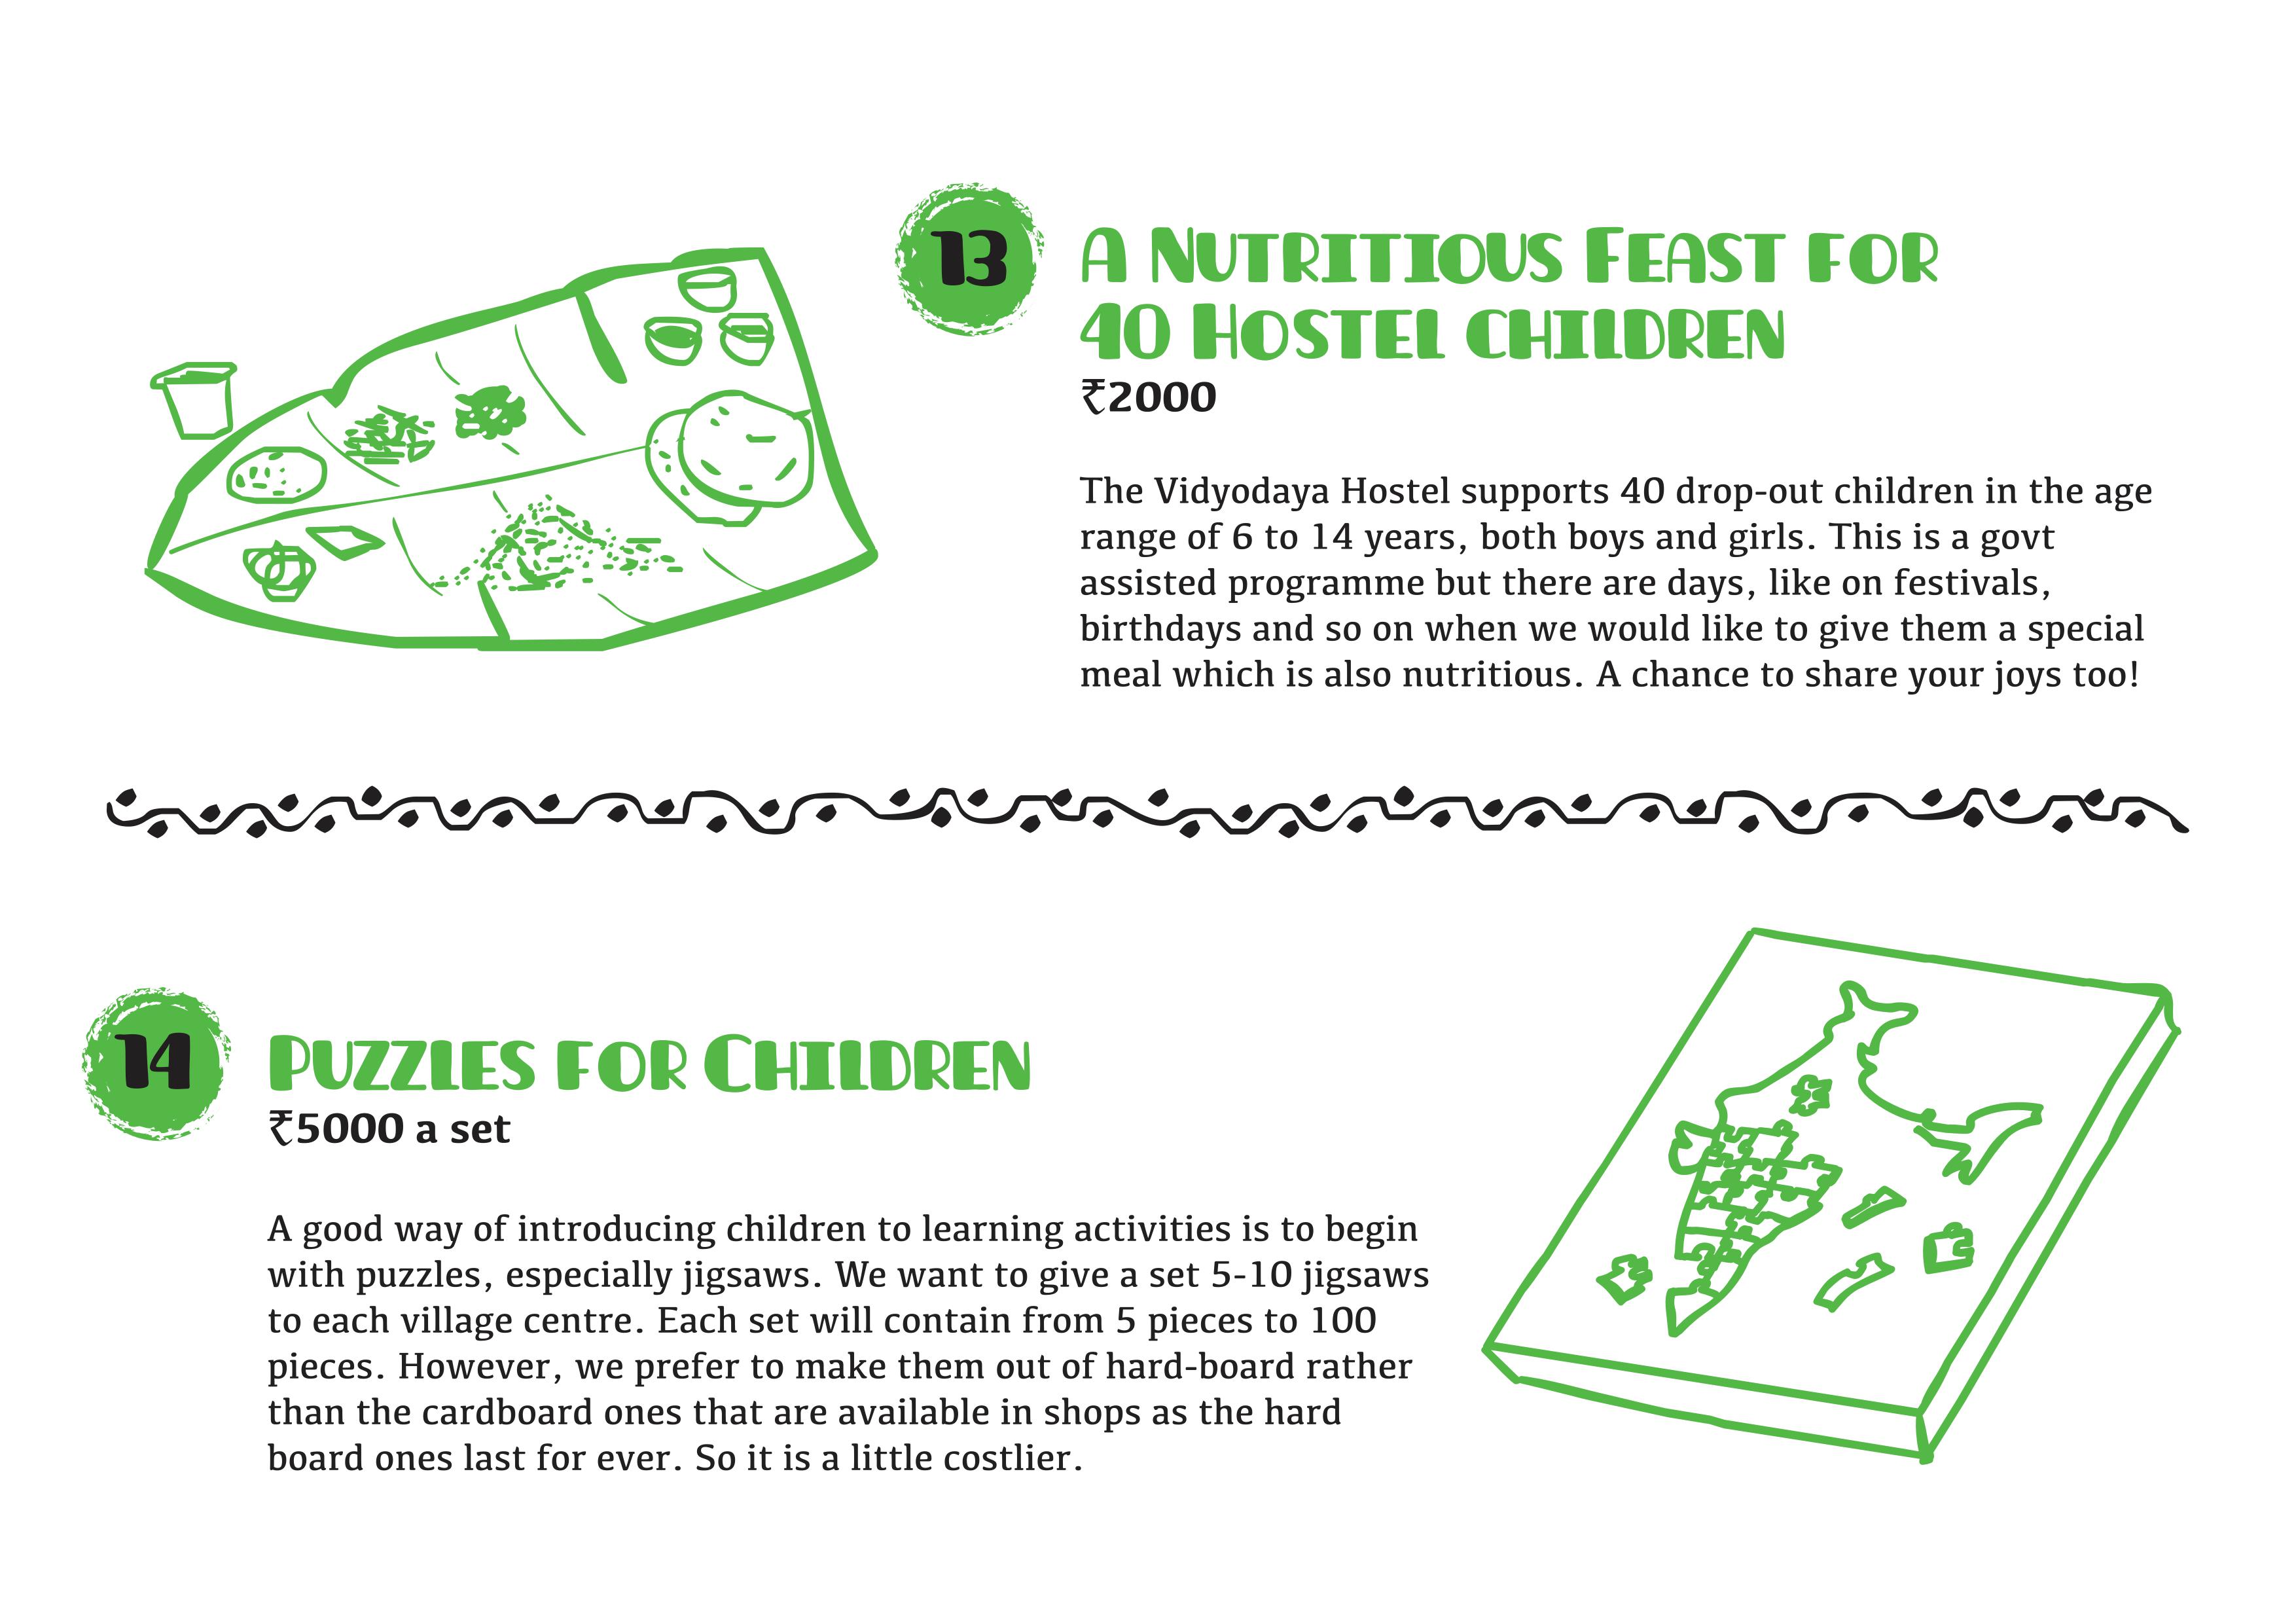 13
A Nutritious Feast for
40 Hostel children
₹2000
The Vidyodaya Hostel supports 40 drop-out children in the age
range of 6 to 14 years, both boys and girls. This is a govt
assisted programme but there are days, like on festivals,
birthdays and so on when we would like to give them a special
meal which is also nutritious. A chance to share your joys too!
14
Puzzles for Children
₹5000 a set
A good way of introducing children to learning activities is to begin
with puzzles, especially jigsaws. We want to give a set 5-10 jigsaws
to each village centre. Each set will contain from 5 pieces to 100
pieces. However, we prefer to make them out of hard-board rather
than the cardboard ones that are available in shops as the hard
board ones last for ever. So it is a little costlier.